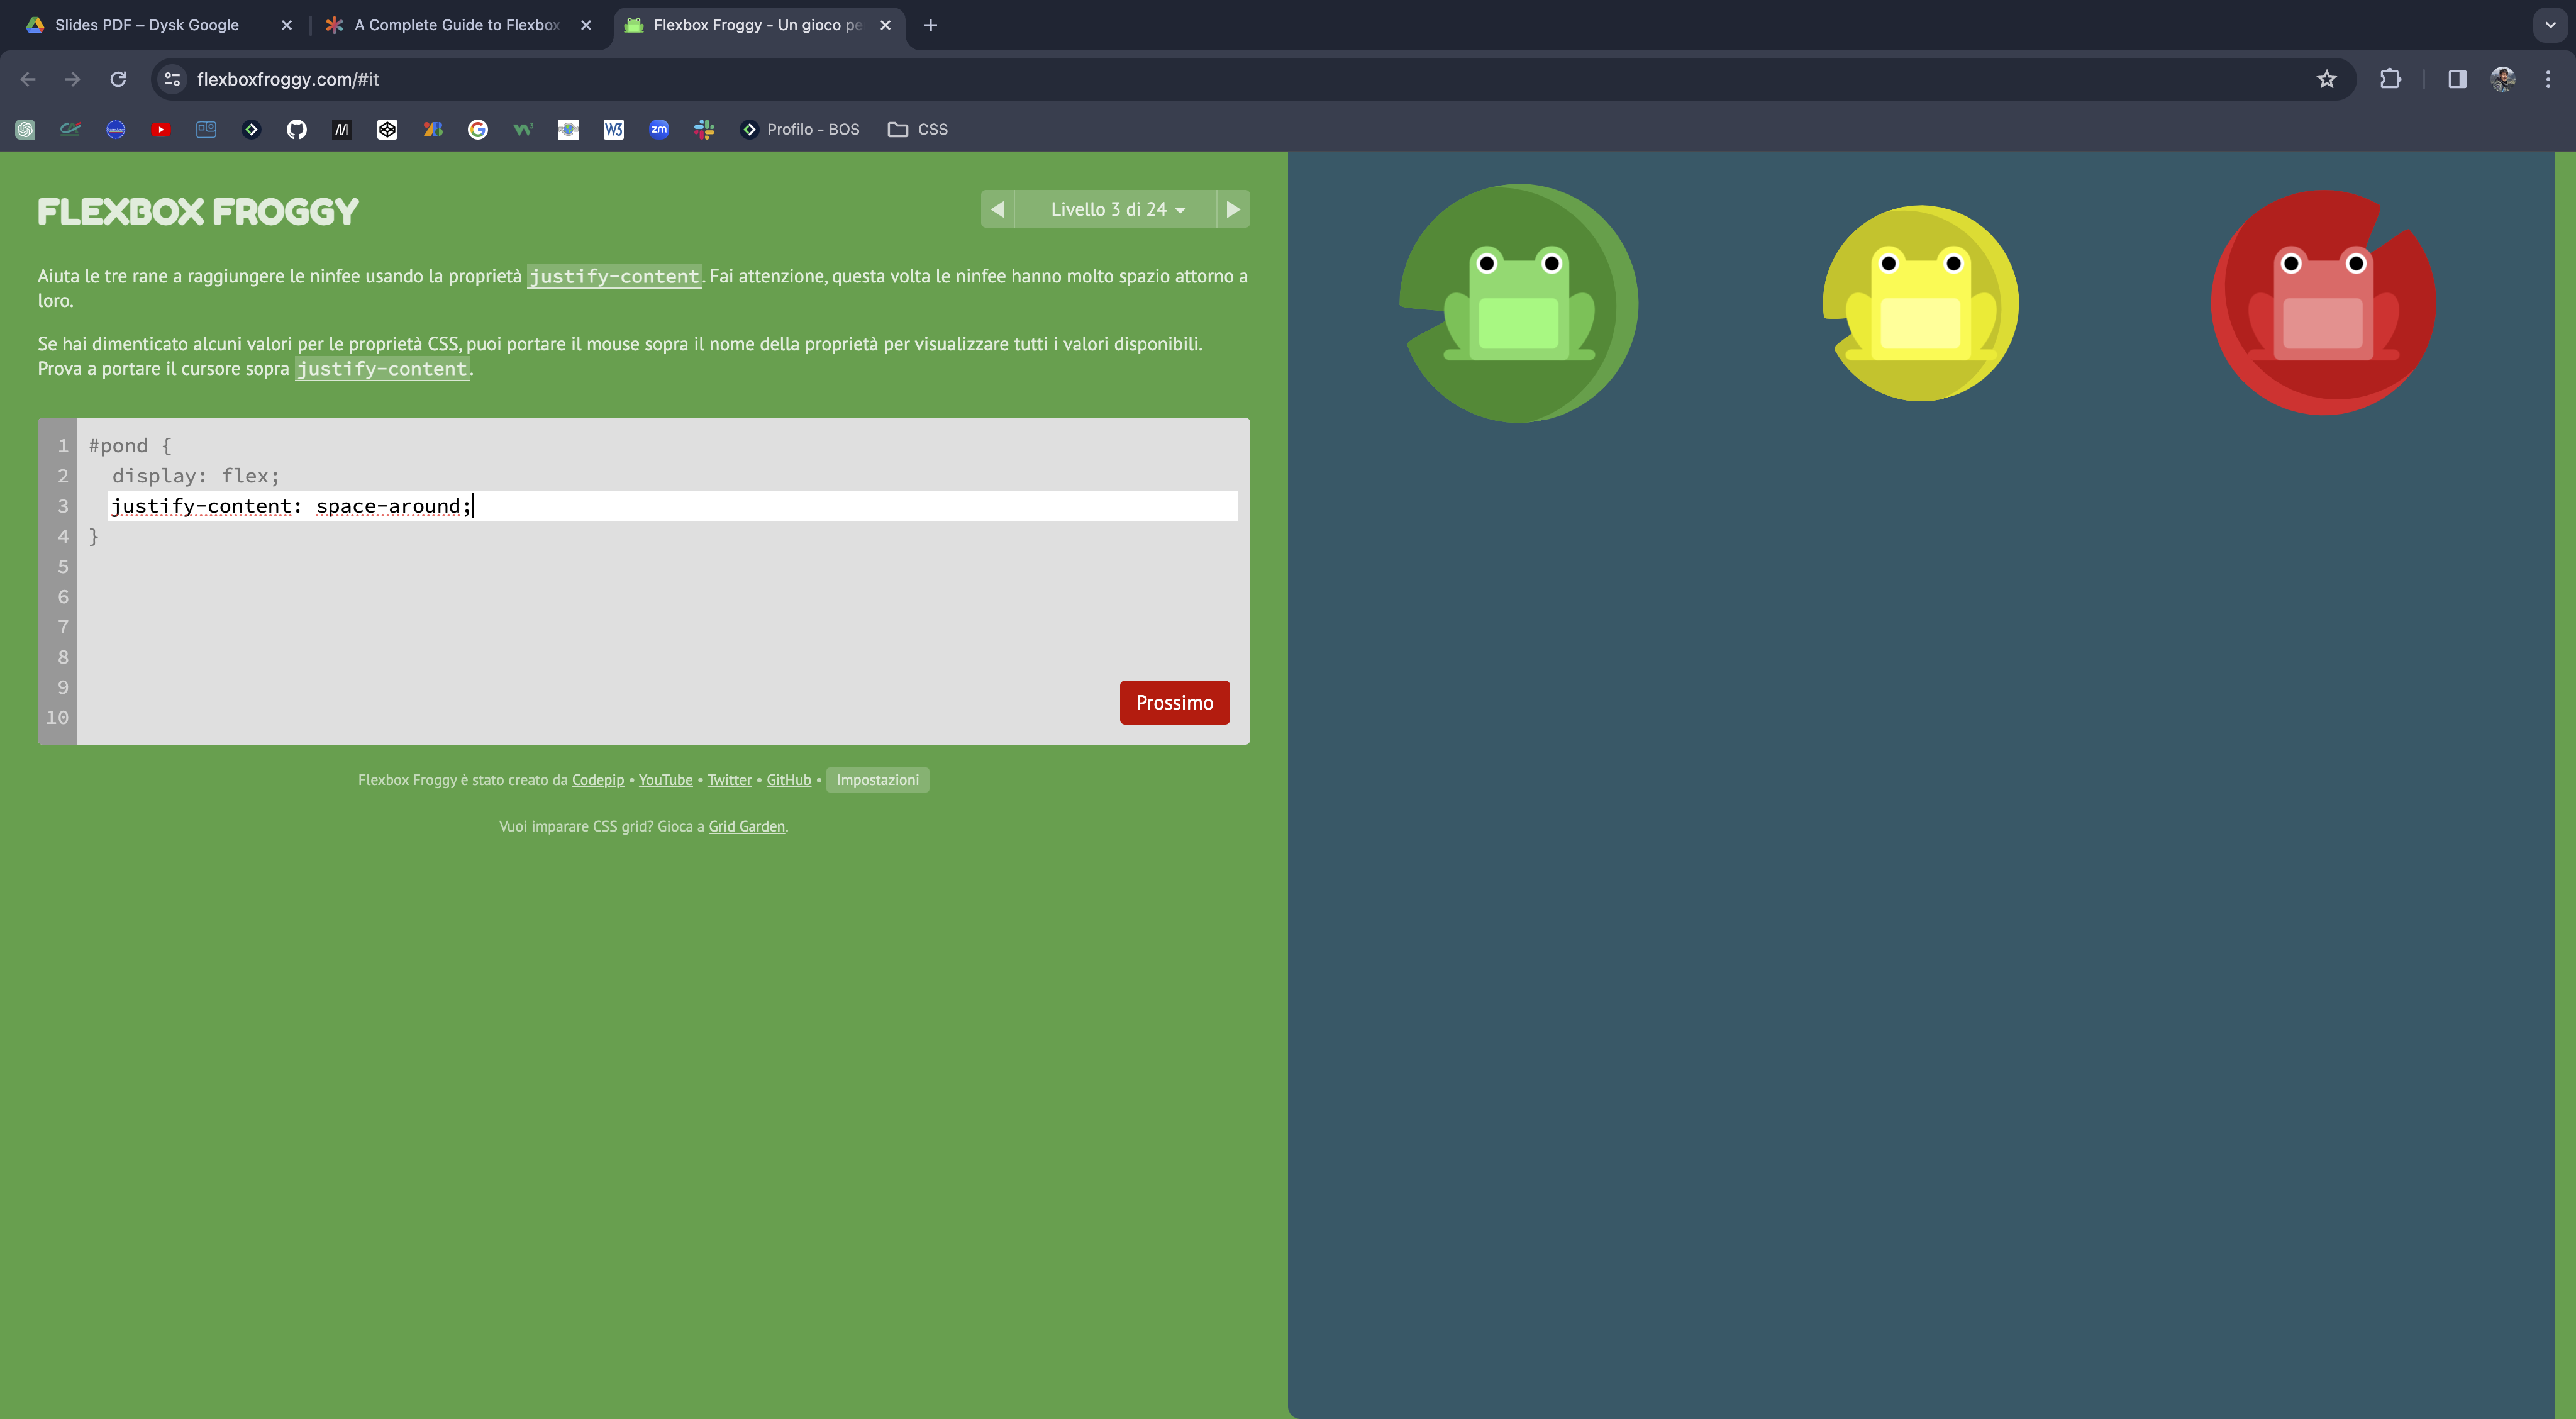 Slides PDF – Dysk Google
A Complete Guide to Flexbox
Flexbox Froggy - Un gioco pe
flexboxfroggy.com/#it
W3
zm
Profilo - BOS
CSS
FLEXBOX FROGGY
Livello 3 di 24
Aiuta le tre rane a raggiungere le ninfee usando la proprietà justify-content. Fai attenzione, questa volta le ninfee hanno molto spazio attorno a
loro.
Se hai dimenticato alcuni valori per le proprietà CSS, puoi portare il mouse sopra il nome della proprietà per visualizzare tutti i valori disponibili.
Prova a portare il cursore sopra justify-content.
1 #pond {
2 display: flex;
3 justify-content: space-around;
4 }
5
6
7
8
9
10
Prossimo
Flexbox Froggy è stato creato da Codepip • YouTube • Twitter • GitHub • Impostazioni
Vuoi imparare CSS grid? Gioca a Grid Garden.